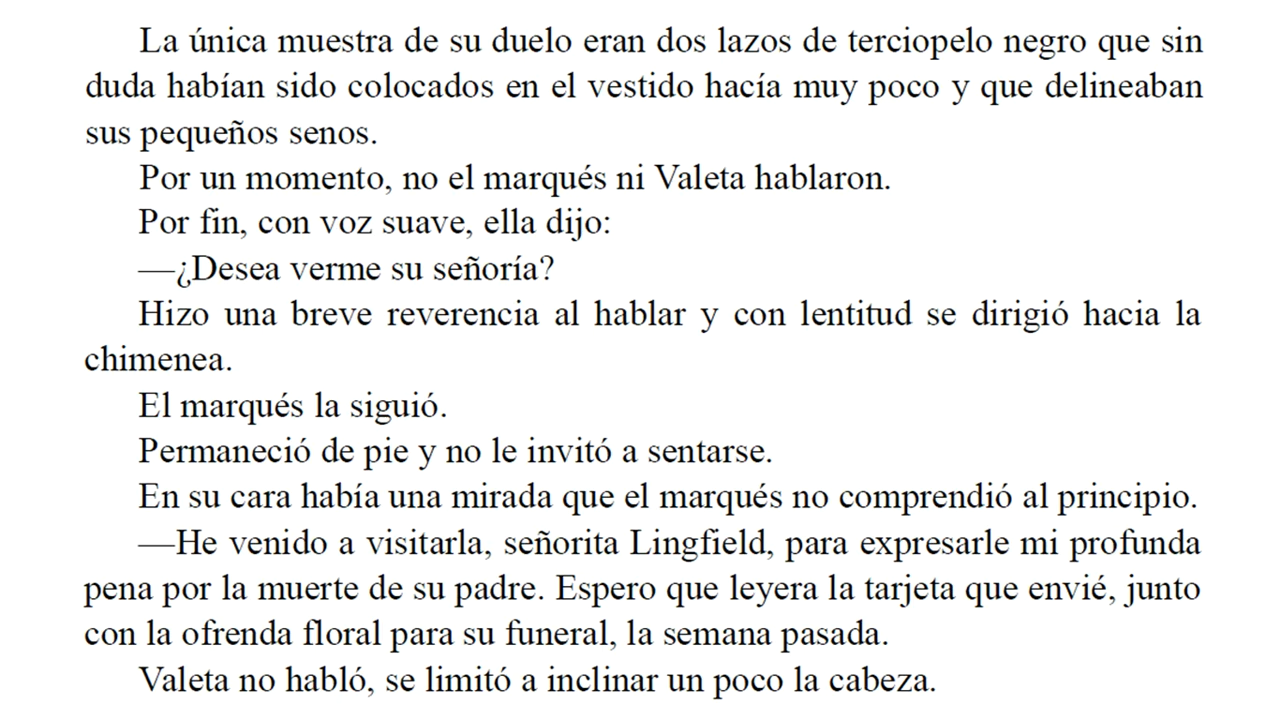 La única muestra de su duelo eran dos lazos de terciopelo negro que sin
duda habían sido colocados en el vestido hacía muy poco y que delineaban
sus pequeños senos.
Por un momento, no el marqués ni Valeta hablaron.
Por fin, con voz suave, ella dijo:
—¿Desea verme su señoría?
Hizo una breve reverencia al hablar y con lentitud se dirigió hacia la
chimenea.
El marqués la siguió.
Permaneció de pie y no le invitó a sentarse.
En su cara había una mirada que el marqués no comprendió al principio.
—He venido a visitarla, señorita Lingfield, para expresarle mi profunda
pena por la muerte de su padre. Espero que leyera la tarjeta que envié, junto
con la ofrenda floral para su funeral, la semana pasada.
Valeta no habló, se limitó a inclinar un poco la cabeza.